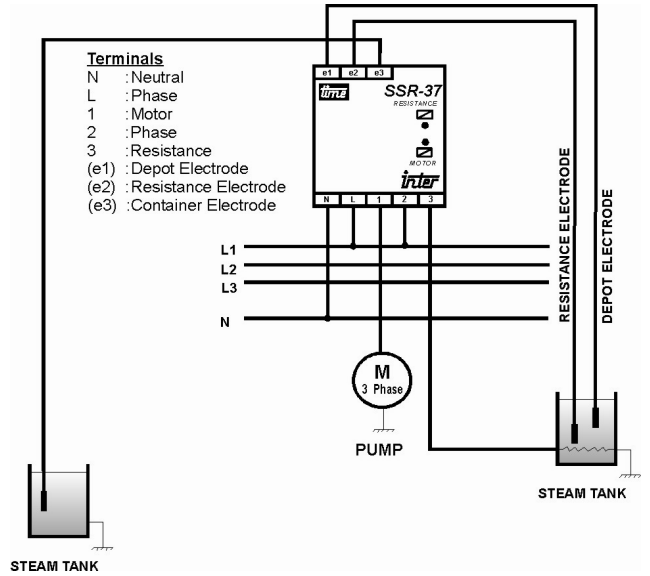 Terminals
N : Neutral
L : Phase
1 : Motor
2 : Phase
3 : Resistance
(e1) : Depot Electrode
(e2) : Resistance Electrode
(e3) : Container Electrode
e1 e2 e3
time SSR-37
RESISTANCE
MOTOR
inter
N L 1 2 3
L1
L2
L3
N
M
3 Phase
PUMP
RESISTANCE ELECTRODE
DEPOT ELECTRODE
STEAM TANK
STEAM TANK